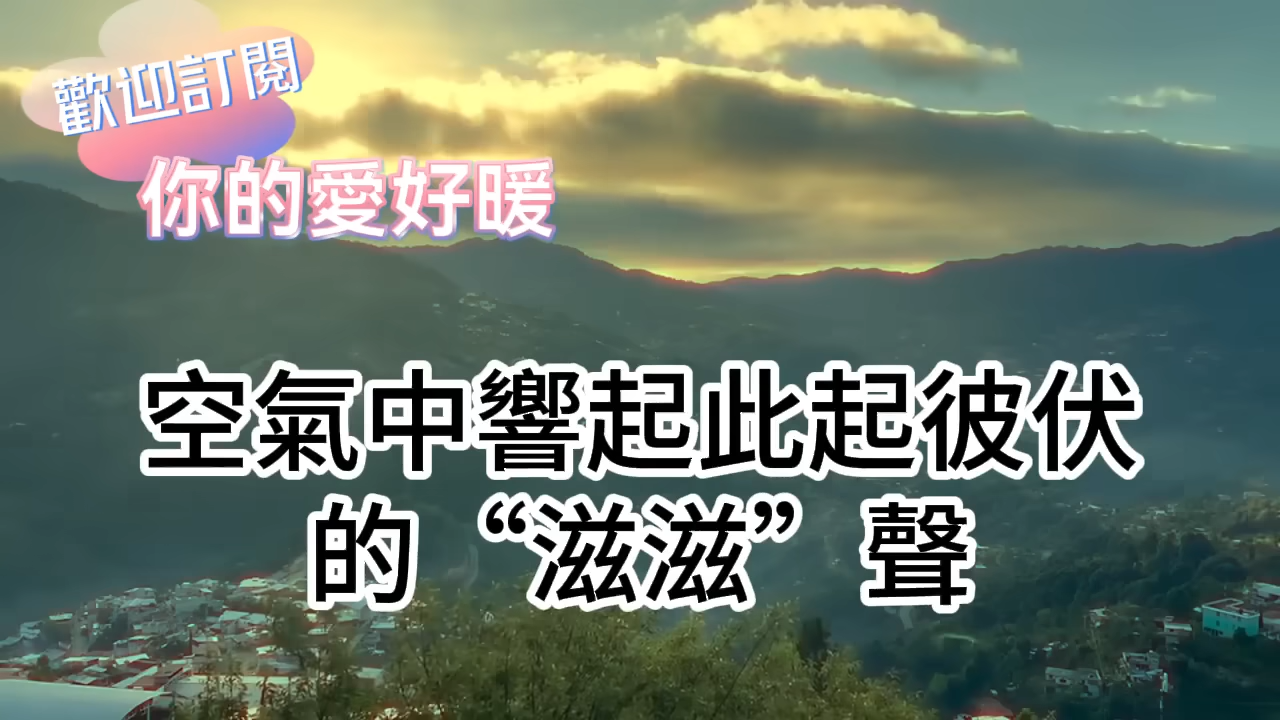 歡迎訂閱
你的愛好暖
空氣中響起此起彼伏
的“滋滋”聲